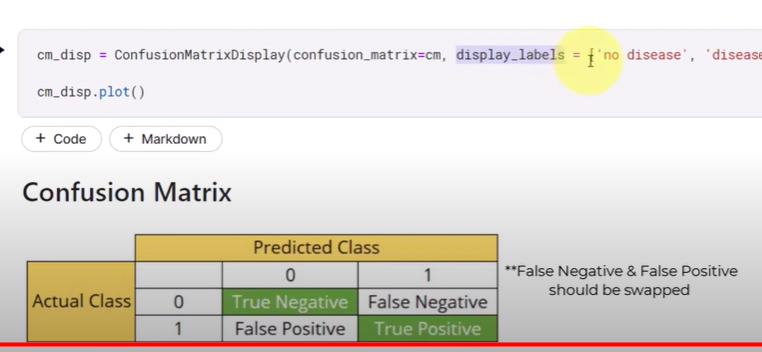 cm_disp = ConfusionMatrixDisplay(confusion_matrix=cm, display_labels = ['no disease', 'disease
cm_disp.plot()
+ Code
+ Markdown
Confusion Matrix
Predicted Class
0 1
Actual Class 0 True Negative False Negative
1 False Positive True Positive
**False Negative & False Positive
should be swapped